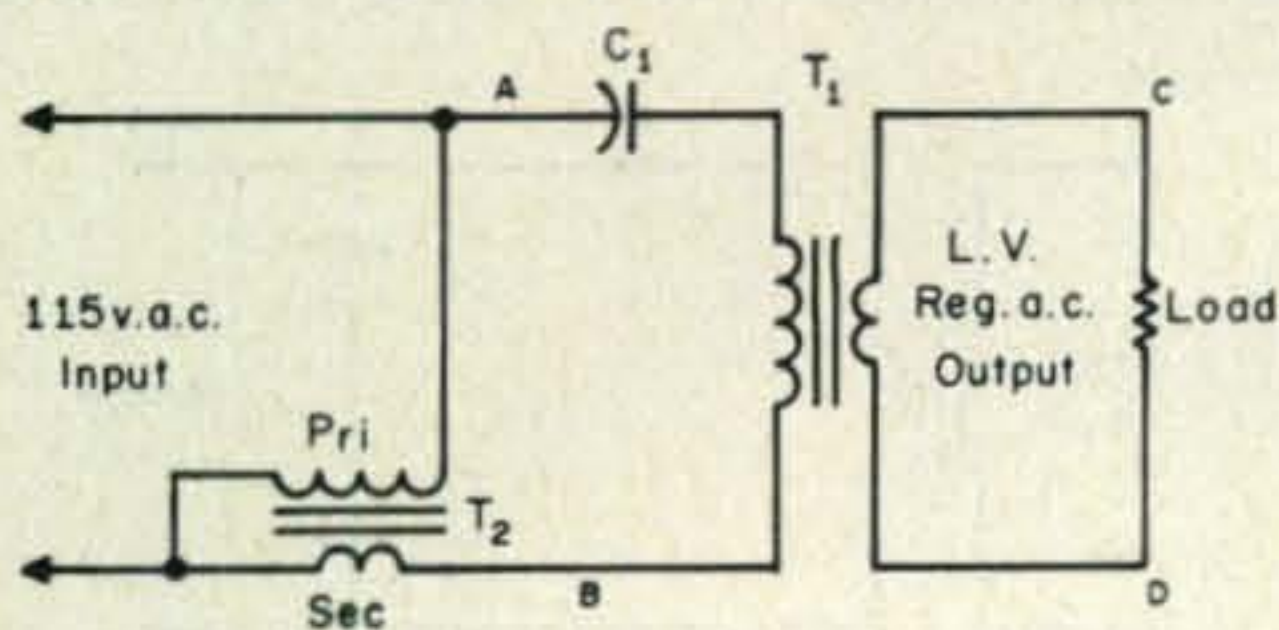 A
C₁
T₁
C
115v.a.c.
Input
L.V.
Reg.a.c.
Output
Load
Pri
T₂
Sec
B
D